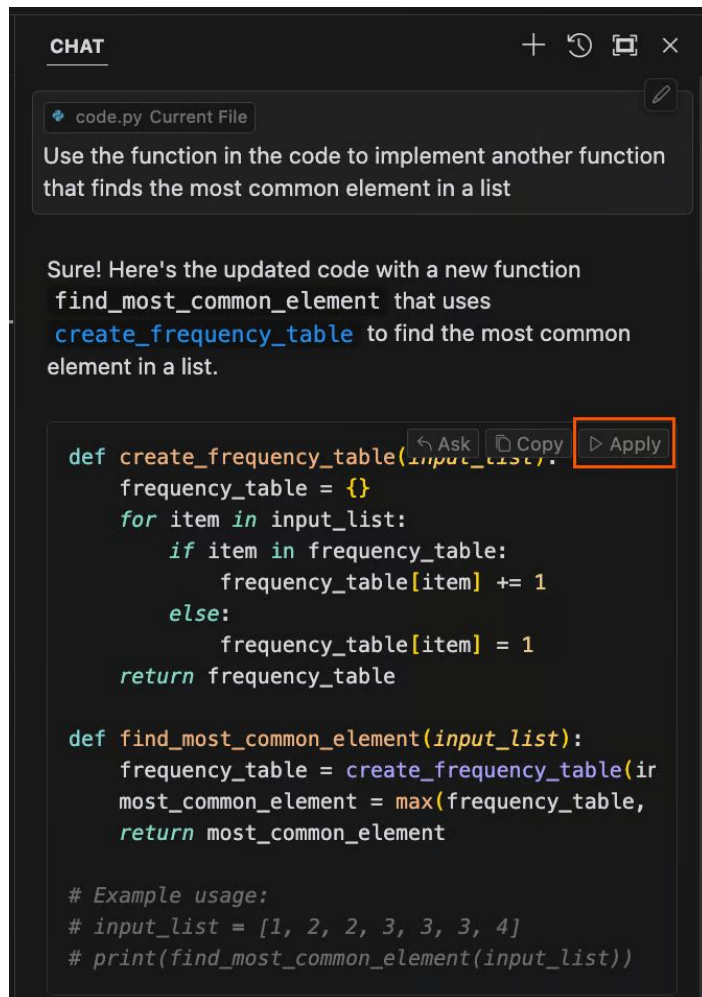 CHAT
code.py Current File
Use the function in the code to implement another function
that finds the most common element in a list
Sure! Here's the updated code with a new function
find_most_common_element that uses
create_frequency_table to find the most common
element in a list.
Ask Copy Apply
def create_frequency_table(input_list):
    frequency_table = {}
    for item in input_list:
        if item in frequency_table:
            frequency_table[item] += 1
        else:
            frequency_table[item] = 1
    return frequency_table
def find_most_common_element(input_list):
    frequency_table = create_frequency_table(in
    most_common_element = max(frequency_table,
    return most_common_element
# Example usage:
# input_list = [1, 2, 2, 3, 3, 3, 4]
# print(find_most_common_element(input_list))